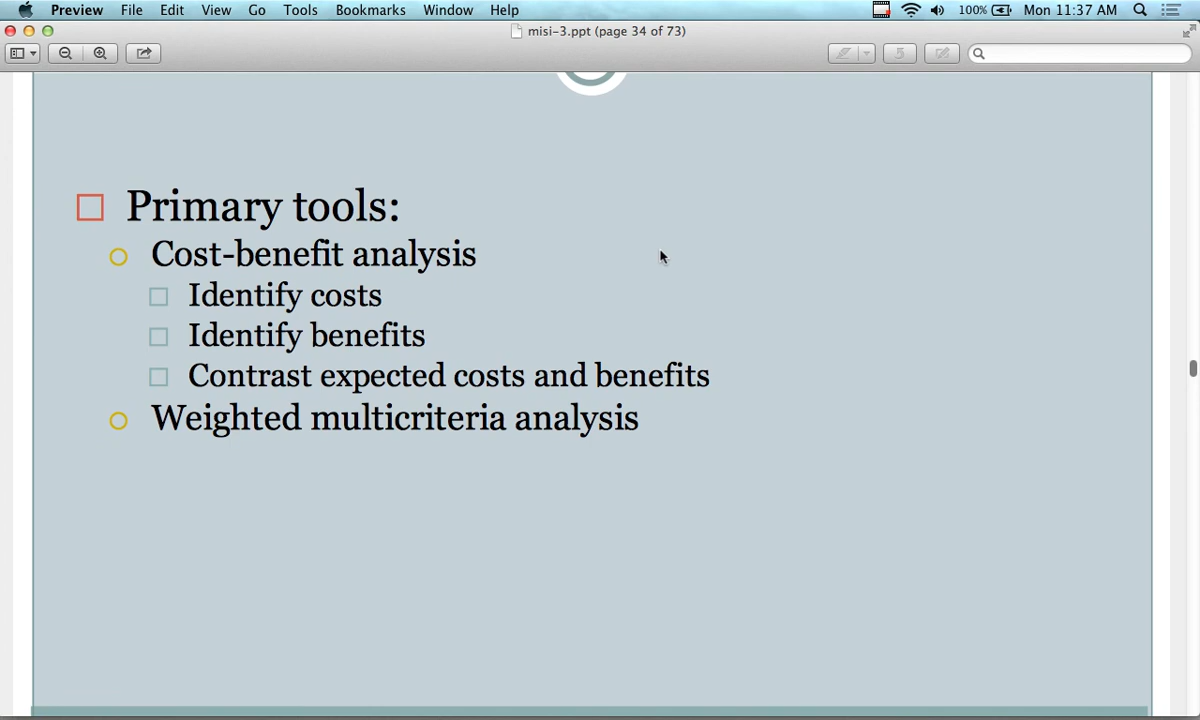 Preview File Edit View Go Tools Bookmarks Window Help 100% Mon 11:37 AM
misi-3.ppt (page 34 of 73)
Primary tools:
Cost-benefit analysis
Identify costs
Identify benefits
Contrast expected costs and benefits
Weighted multicriteria analysis